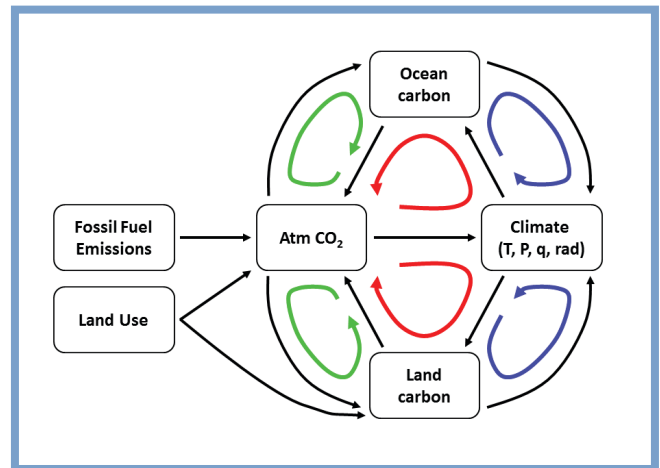 Ocean
carbon
Fossil Fuel
Emissions
Atm CO₂
Climate
(T, P, q, rad)
Land Use
Land
carbon